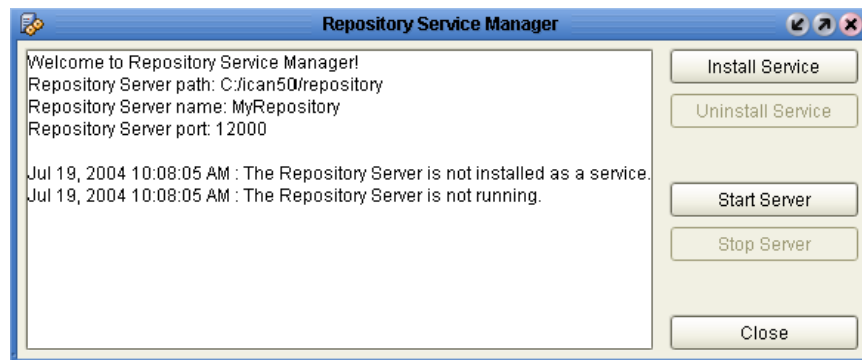 Repository Service Manager
Welcome to Repository Service Manager!
Repository Server path: C:/ican50/repository
Repository Server name: MyRepository
Repository Server port: 12000
Jul 19, 2004 10:08:05 AM : The Repository Server is not installed as a service.
Jul 19, 2004 10:08:05 AM : The Repository Server is not running.
Install Service
Uninstall Service
Start Server
Stop Server
Close